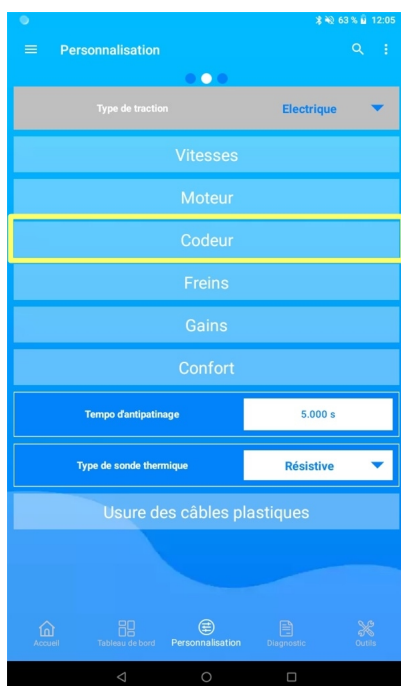 63 % 12:05
Personnalisation
Type de traction Electrique
Vitesses
Moteur
Codeur
Freins
Gains
Confort
Tempo d'antipatinage 5.000 s
Type de sonde thermique Résistive
Usure des câbles plastiques
Accueil Tableau de bord Personnalisation Diagnostic Outils